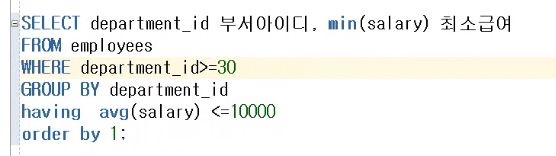 SELECT department_id 부서아이디, min(salary) 최소급여
FROM employees
WHERE department_id>=30
GROUP BY department_id
having  avg(salary) <=10000
order by 1;